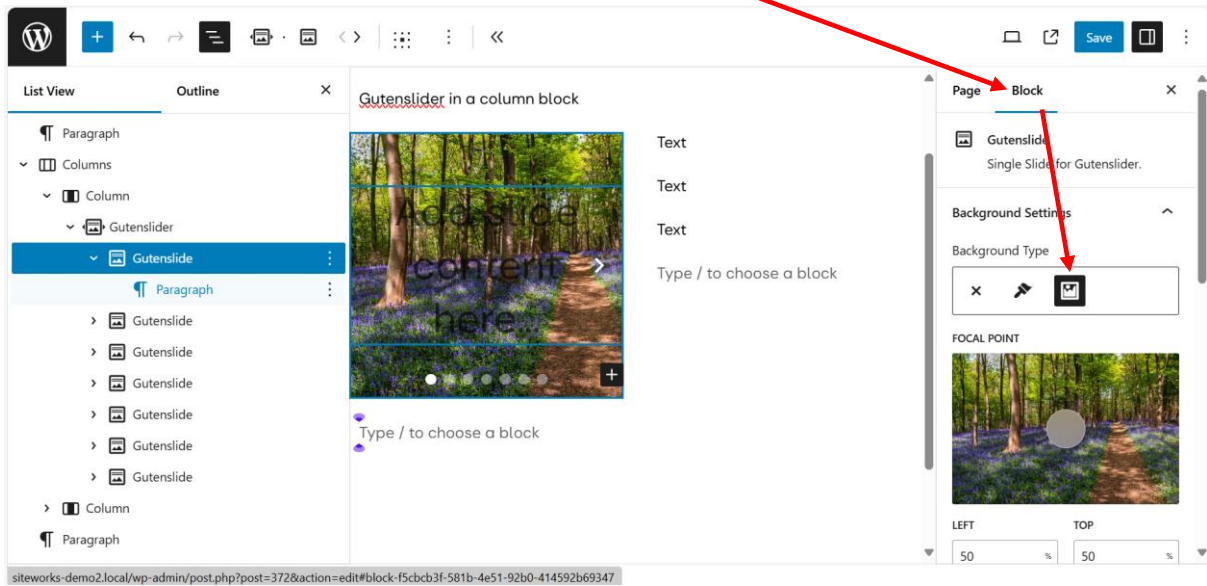 Save
List View
Outline
Paragraph
Columns
Column
Gutenslider
Gutenslide
Paragraph
Gutenslide
Gutenslide
Gutenslide
Gutenslide
Gutenslide
Gutenslide
Column
Paragraph
Gutenslider in a column block
Add slide
content
here...
Text
Text
Text
Type / to choose a block
Type / to choose a block
Page
Block
Gutenslide
Single Slide for Gutenslider.
Background Settings
Background Type
FOCAL POINT
LEFT
TOP
50 %
50 %
siteworks-demo2.local/wp-admin/post.php?post=372&action=edit#block-f5cbcb3f-581b-4e51-92b0-414592b69347